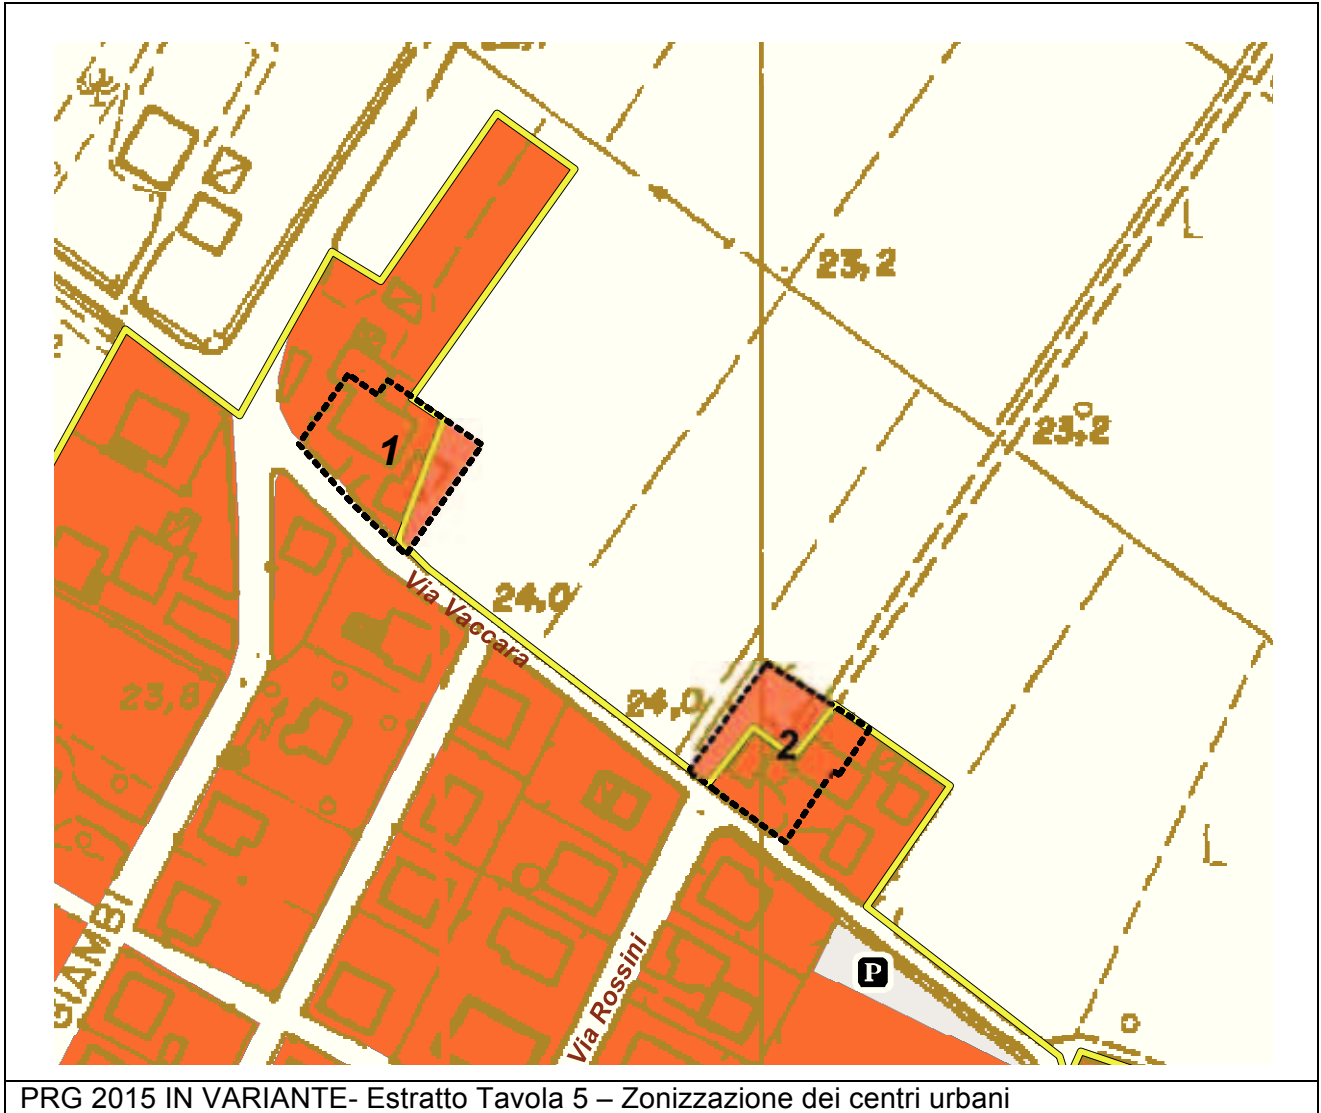 23,2
23,2
1
24,0
Via Vaccara
23,8
24,0
2
GIAMBI
Via Rossini
P
PRG 2015 IN VARIANTE- Estratto Tavola 5 – Zonizzazione dei centri urbani